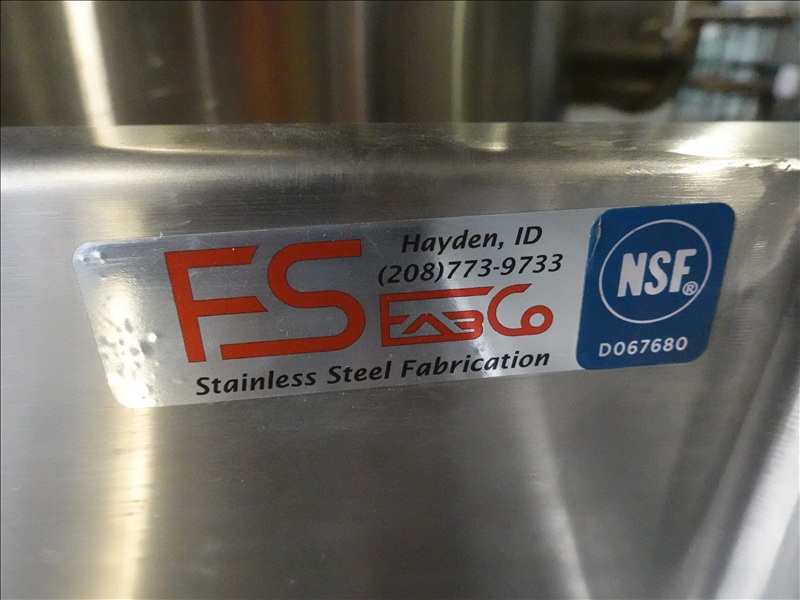 Hayden, ID
(208)773-9733
FS FabCo
Stainless Steel Fabrication
NSF®
D067680